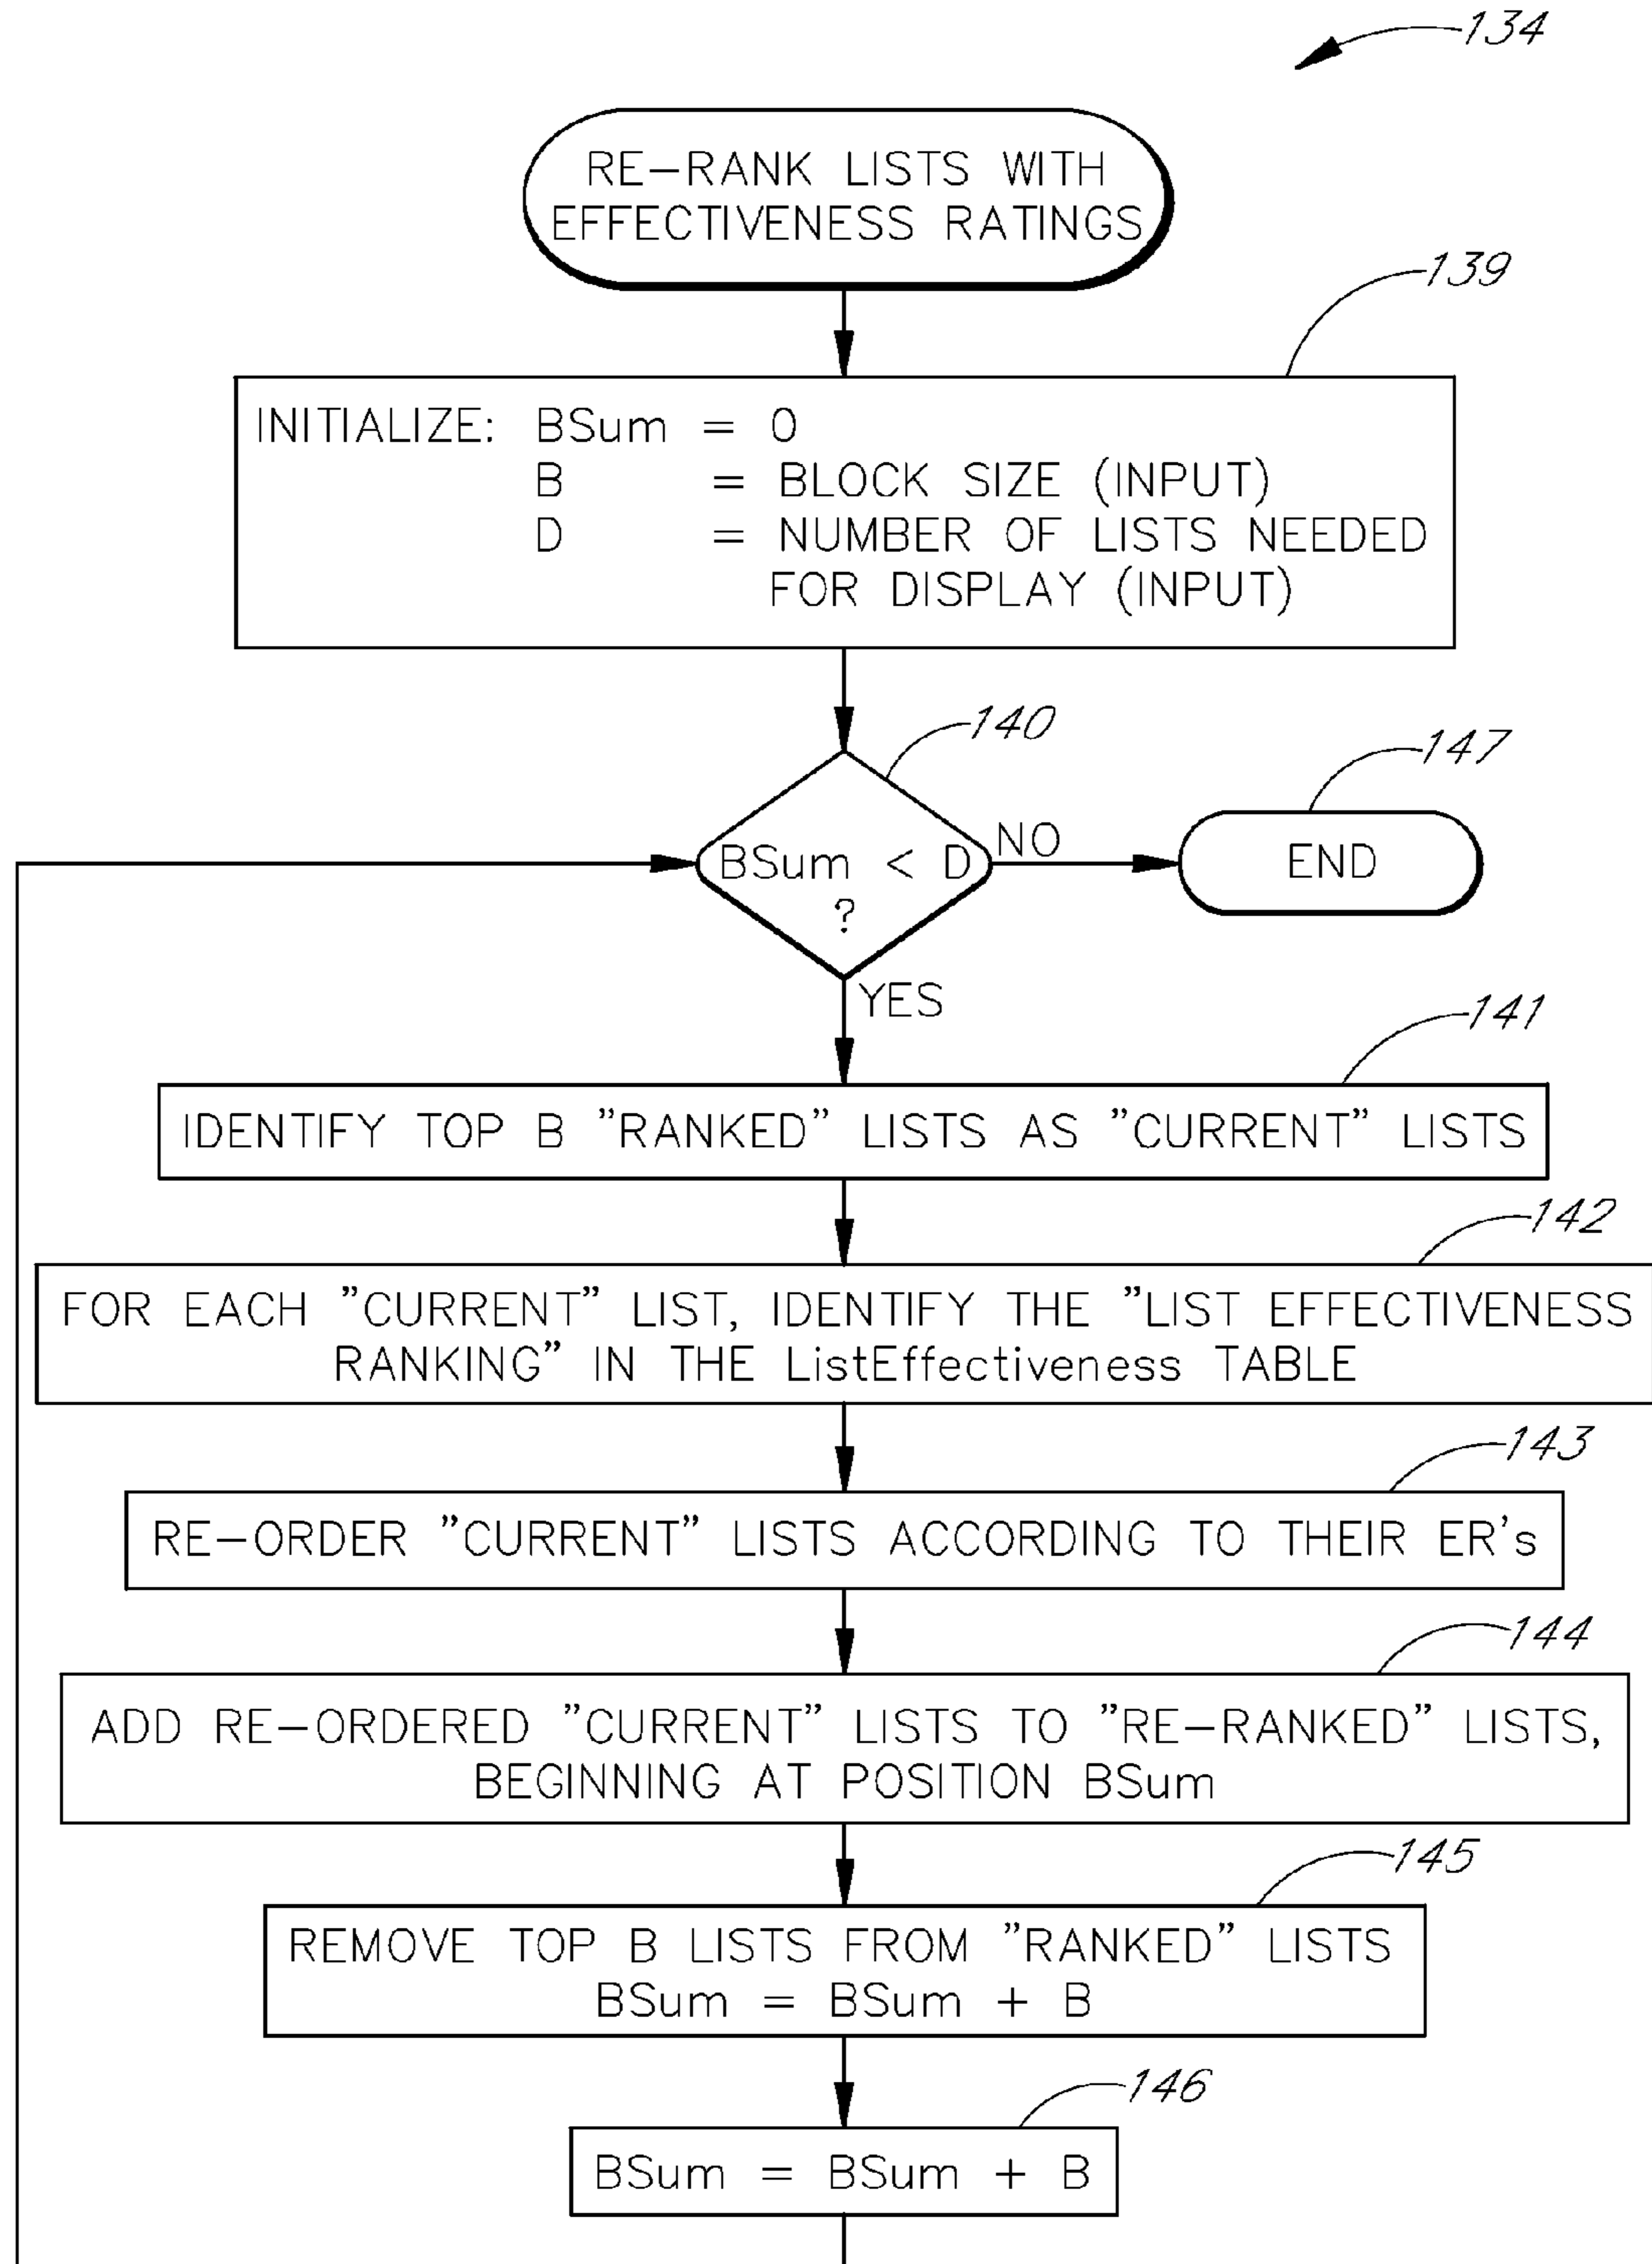 134
RE-RANK LISTS WITH
EFFECTIVENESS RATINGS
139
INITIALIZE: BSum = 0
B = BLOCK SIZE (INPUT)
D = NUMBER OF LISTS NEEDED
FOR DISPLAY (INPUT)
140
147
BSum < D
?
NO
END
YES
141
IDENTIFY TOP B "RANKED" LISTS AS "CURRENT" LISTS
142
FOR EACH "CURRENT" LIST, IDENTIFY THE "LIST EFFECTIVENESS
RANKING" IN THE ListEffectiveness TABLE
143
RE-ORDER "CURRENT" LISTS ACCORDING TO THEIR ER's
144
ADD RE-ORDERED "CURRENT" LISTS TO "RE-RANKED" LISTS,
BEGINNING AT POSITION BSum
145
REMOVE TOP B LISTS FROM "RANKED" LISTS
BSum = BSum + B
146
BSum = BSum + B